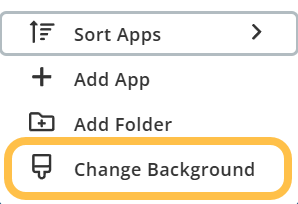 Sort Apps
Add App
Add Folder
Change Background